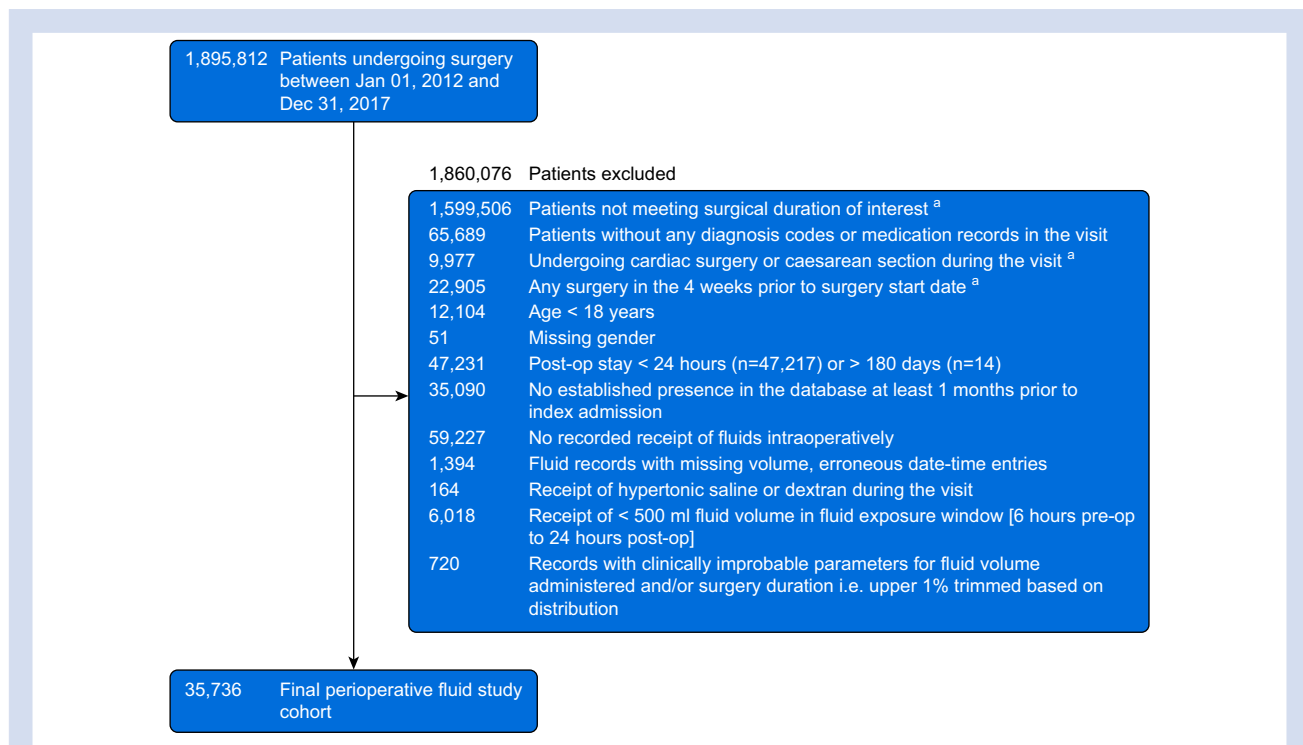 1,895,812 Patients undergoing surgery
between Jan 01, 2012 and
Dec 31, 2017
1,860,076 Patients excluded
1,599,506 Patients not meeting surgical duration of interest a
65,689 Patients without any diagnosis codes or medication records in the visit
9,977 Undergoing cardiac surgery or caesarean section during the visit a
22,905 Any surgery in the 4 weeks prior to surgery start date a
12,104 Age < 18 years
51 Missing gender
47,231 Post-op stay < 24 hours (n=47,217) or > 180 days (n=14)
35,090 No established presence in the database at least 1 months prior to
index admission
59,227 No recorded receipt of fluids intraoperatively
1,394 Fluid records with missing volume, erroneous date-time entries
164 Receipt of hypertonic saline or dextran during the visit
6,018 Receipt of < 500 ml fluid volume in fluid exposure window [6 hours pre-op
to 24 hours post-op]
720 Records with clinically improbable parameters for fluid volume
administered and/or surgery duration i.e. upper 1% trimmed based on
distribution
35,736 Final perioperative fluid study
cohort